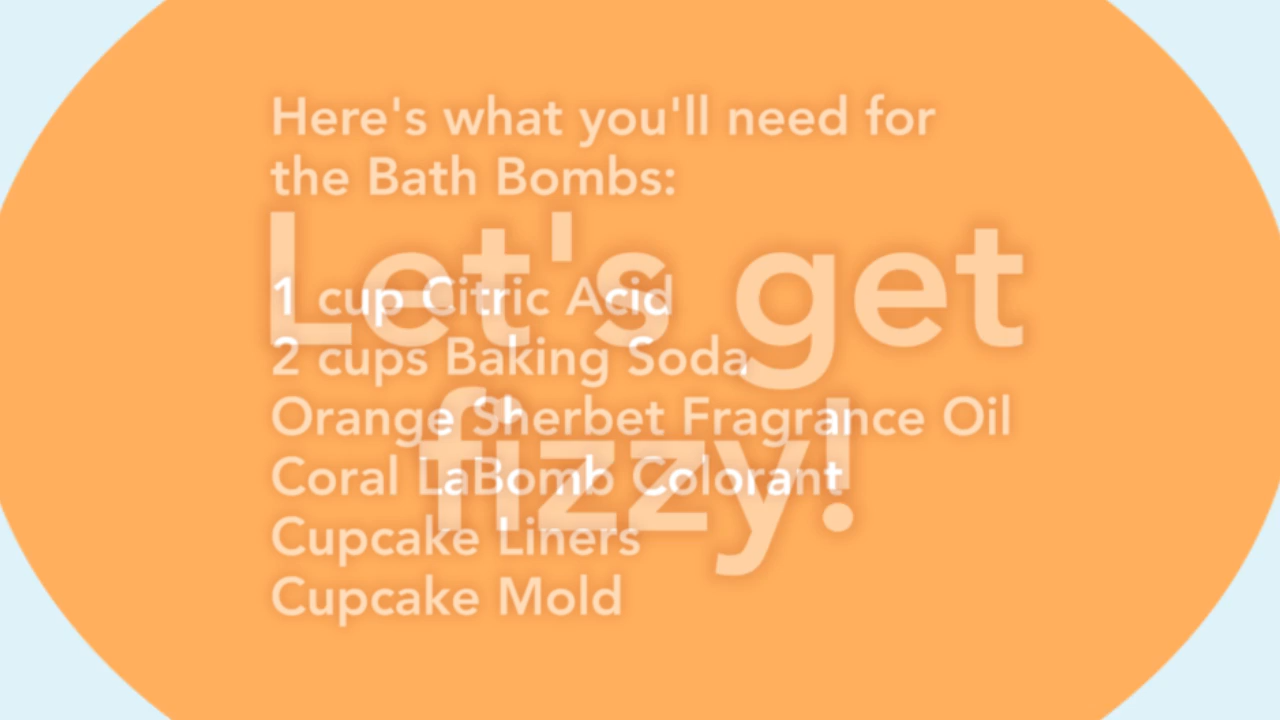 Here's what you'll need for
the Bath Bombs:
Let's get
fizzy!
1 cup Citric Acid
2 cups Baking Soda
Orange Sherbet Fragrance Oil
Coral LaBomb Colorant
Cupcake Liners
Cupcake Mold